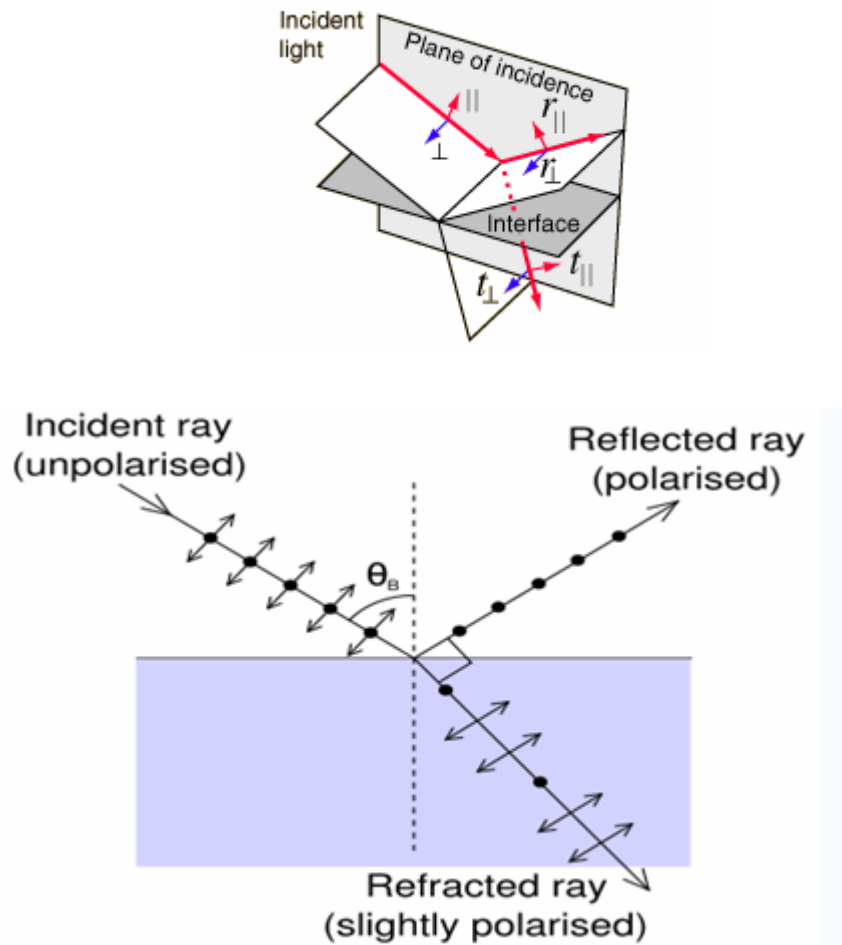 Incident
light
Plane of incidence
||
⊥
r||
r⊥
Interface
t||
t⊥
Incident ray
(unpolarised)
Reflected ray
(polarised)
θB
Refracted ray
(slightly polarised)